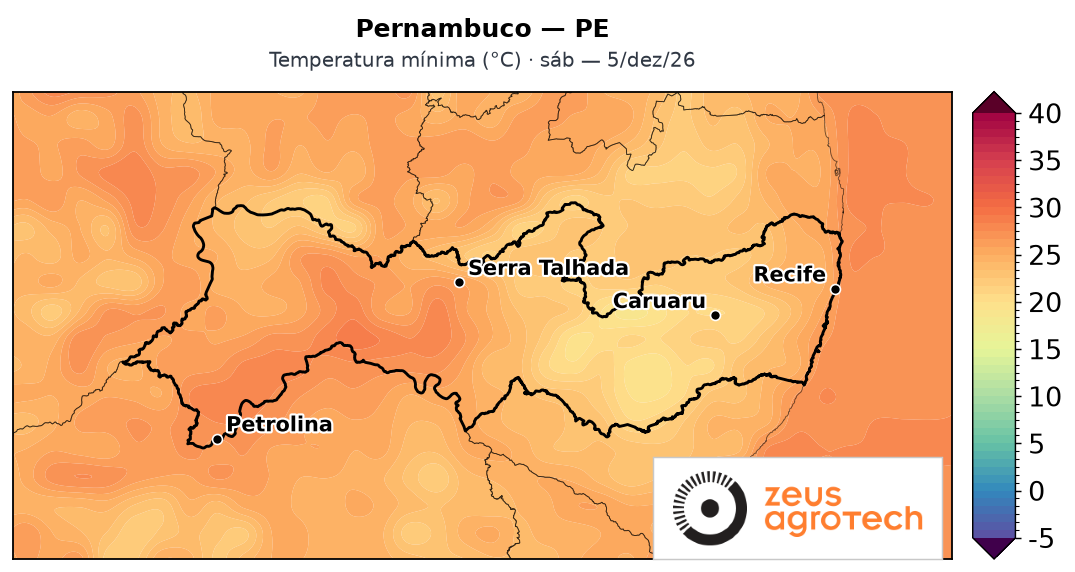 Pernambuco — PE
Temperatura mínima (°C) · sáb — 5/dez/26
40
35
30
25
20
15
10
5
0
-5
Serra Talhada
Recife
Caruaru
Petrolina
zeus
agrotech